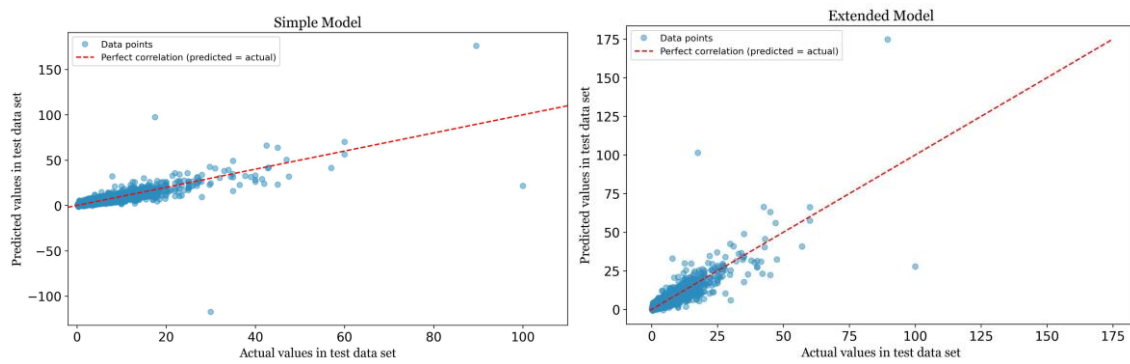 Simple Model
Data points
Perfect correlation (predicted = actual)
Predicted values in test data set
150
100
50
0
−50
−100
0 20 40 60 80 100
Actual values in test data set
Extended Model
Data points
Perfect correlation (predicted = actual)
Predicted values in test data set
175
150
125
100
75
50
25
0
0 25 50 75 100 125 150 175
Actual values in test data set